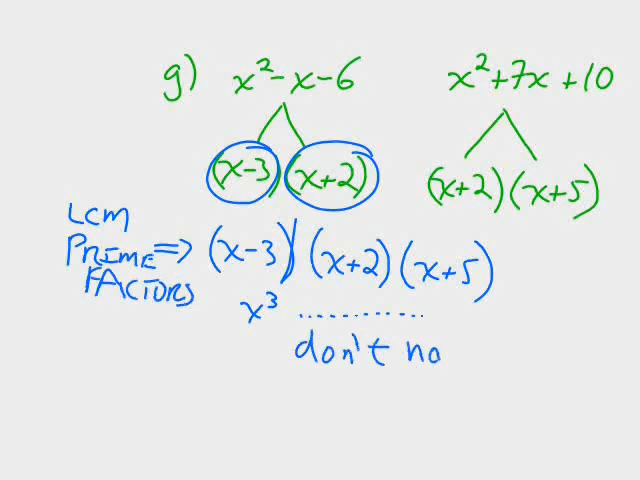 g) x² - x - 6 x² + 7x + 10
(x-3) (x+2) (x+2)(x+5)
LCM
PRIME => (x-3) (x+2)(x+5)
FACTORS
x³ ............
don't no